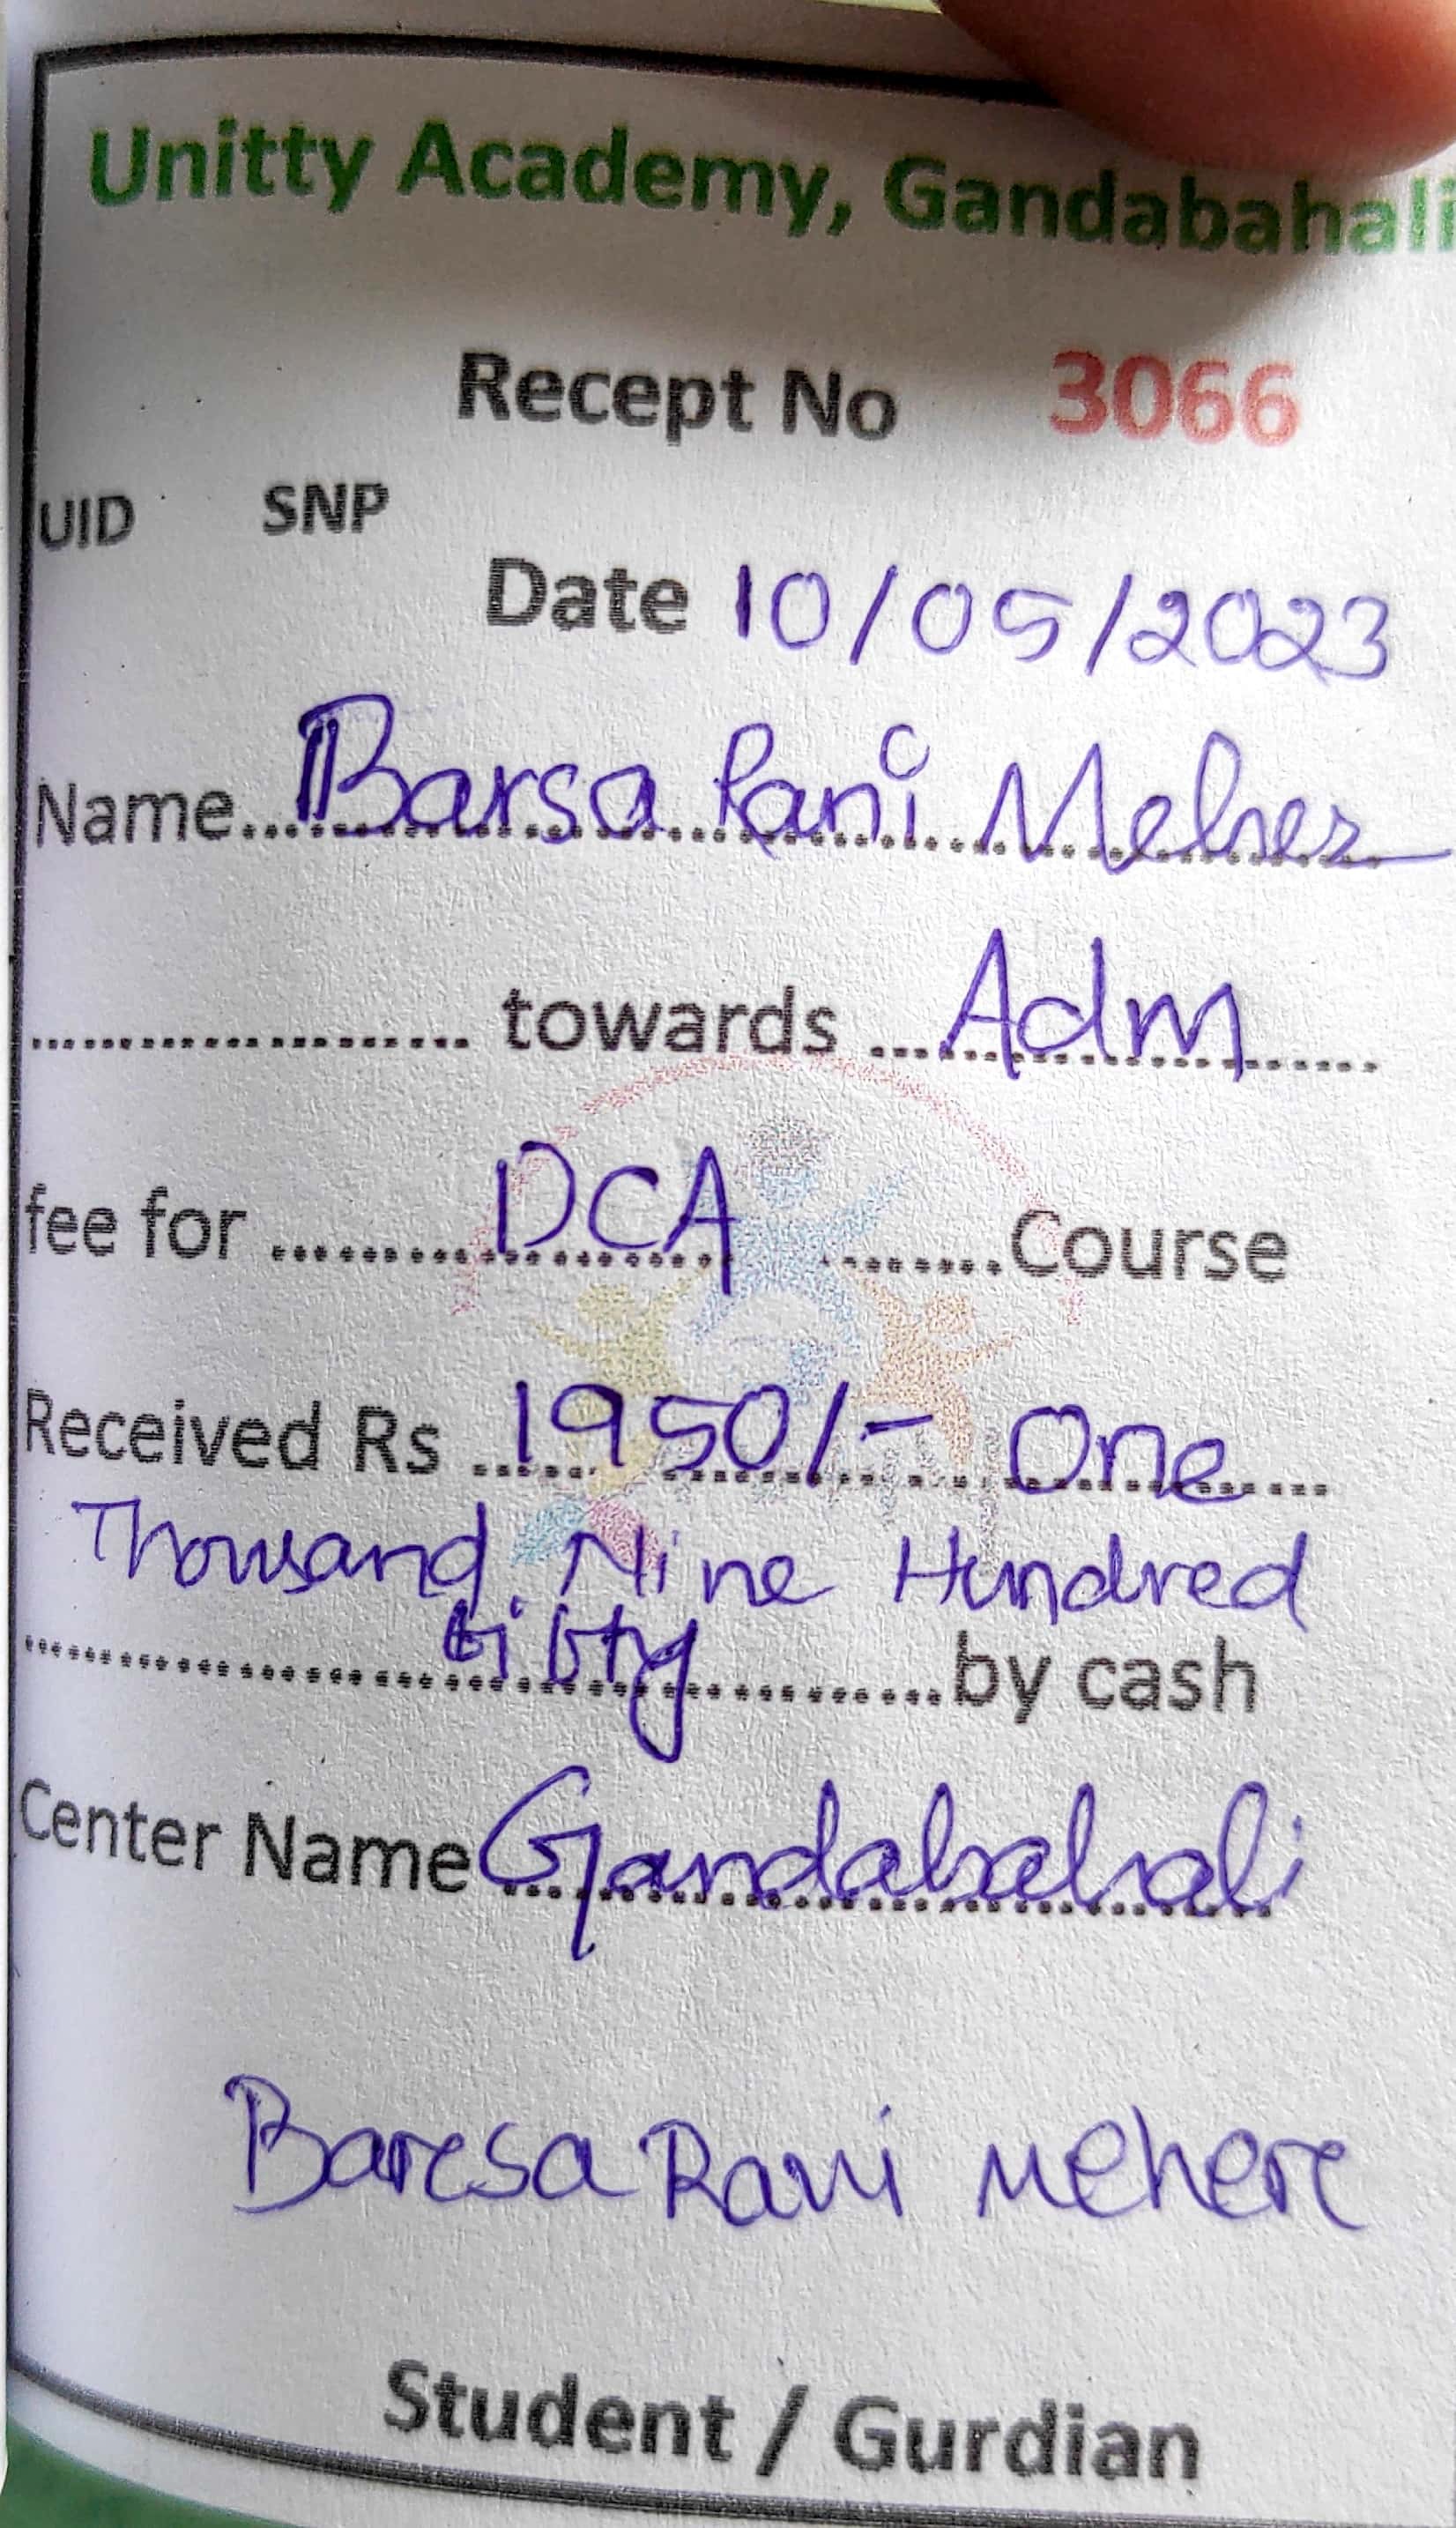 Unitty Academy, Gandabahali
Recept No 3066
UID SNP
Date 10/05/2023
Name Barsa Rani Meher
towards Adm
fee for DCA Course
Received Rs 1950/- One
Thousand Nine Hundred
fifty by cash
Center Name Gandabahali
Baresa Rani Mehere
Student / Gurdian